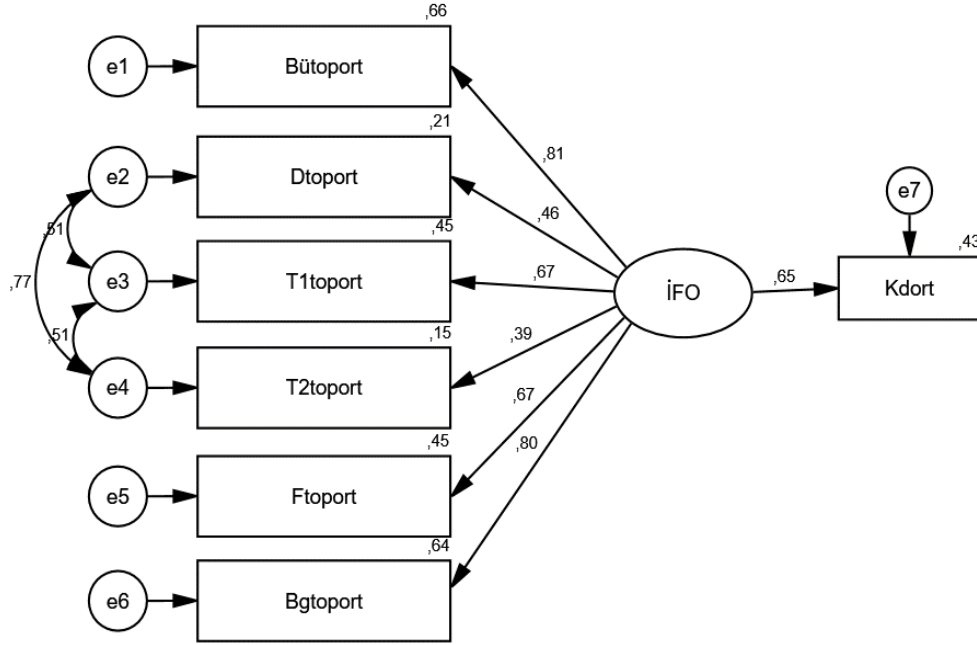 ,66
e1
Bütoport
,21
,81
e2
Dtoport
,46
e7
,51
,45
,43
,77
e3
T1toport
,67
İFO
,65
Kdort
,51
,15
,39
e4
T2toport
,67
,45
,80
e5
Ftoport
,64
e6
Bgtoport